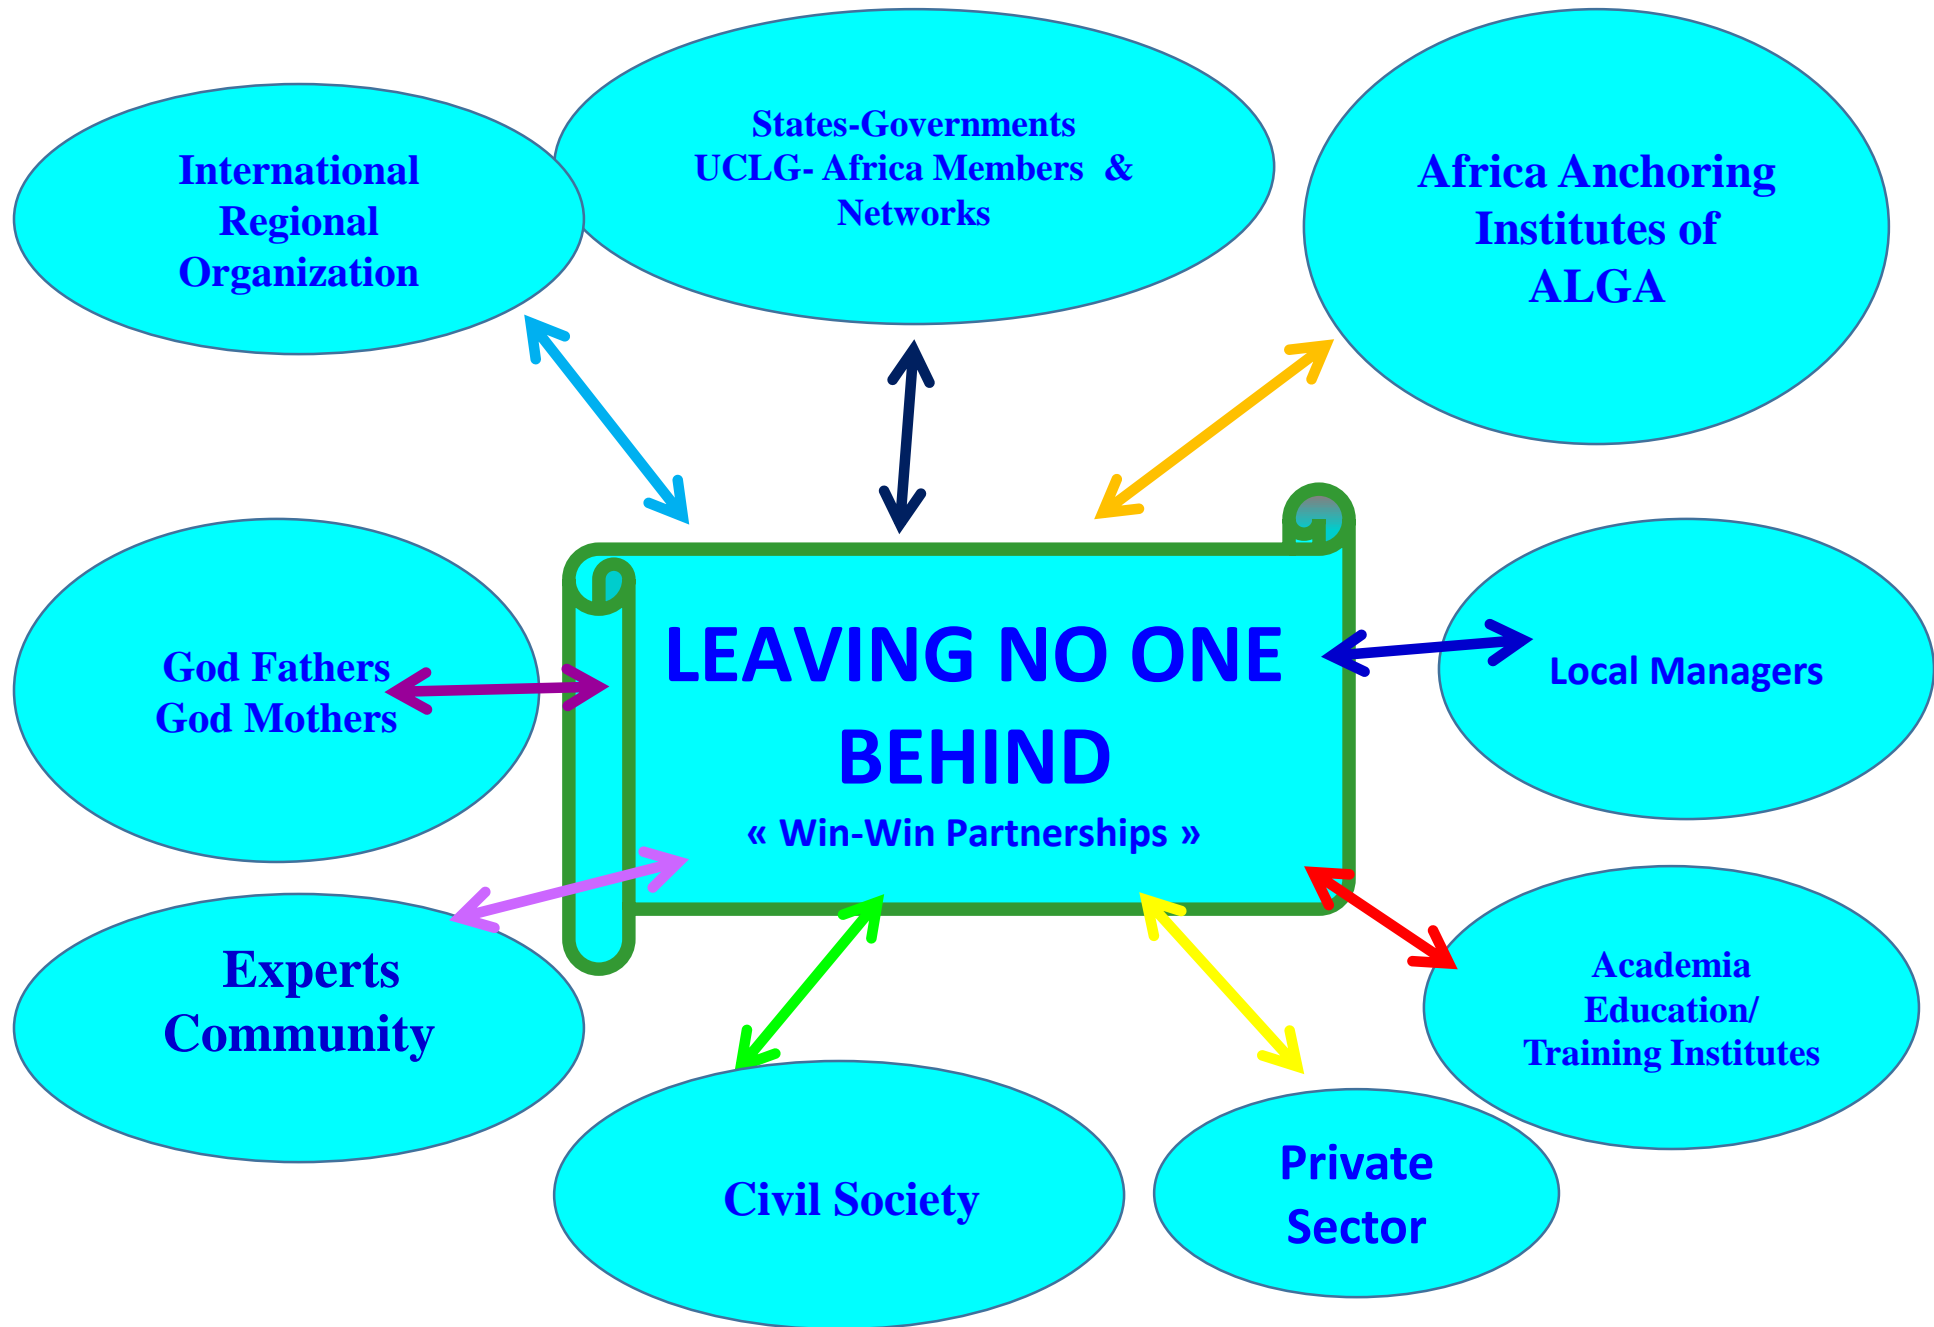 International
Regional
Organization
States-Governments
UCLG- Africa Members & 
Networks
Africa Anchoring
Institutes of
ALGA
God Fathers
God Mothers
LEAVING NO ONE
BEHIND
« Win-Win Partnerships »
Local Managers
Experts
Community
Civil Society
Private
Sector
Academia
Education/
Training Institutes